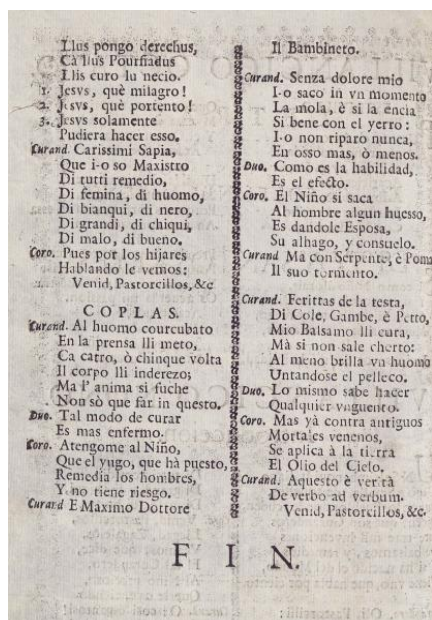 Llus pongo derechus,
Cà llus Pourfiadus
Llis curo lu necio.
1. Jesvs, què milagro!
2. Jesvs, què portento!
3. Jesvs solamente
Pudiera hacer esso.
Curand. Carissimi Sapia,
Que i-o so Maxistro
Di tutti remedio,
Di femina, di huomo,
Di bianqui, di nero,
Di grandi, di chiqui,
Di malo, di bueno.
Coro. Pues por los hijares
Hablando le vemos:
Venid, Pastorcillos, &c
COPLAS.
Curand. Al huomo courcubato
En la prensa lli meto,
Ca catro, ò chinque volta
Il corpo lli inderezo;
Ma l' anima si fuche
Non sò que far in questo.
Duo. Tal modo de curar
Es mas enfermo.
Coro. Atengome al Niño,
Que el yugo, que hà puesto,
Remedia los hombres,
Y no tiene riesgo.
Curand E Maximo Dottore
Il Bambineto.
Curand. Senza dolore mio
I-o saco in vn momento
La mola, è si la encia
Si bene con el yerro:
I-o non riparo nunca,
En osso mas, ò menos.
Duo. Como es la habilidad,
Es el efecto.
Coro. El Niño si saca
Al hombre algun huesso,
Es dandole Esposa,
Su alhago, y consuelo.
Curand Ma con Serpente, è Poma
Il suo tormento.
Curand. Ferittas de la testa,
Di Cole, Gambe, è Petto,
Mio Balsamo lli cura,
Mà si non sale cherto:
Al meno brilla va huomo
Untandose el pelleco.
Duo. Lo mismo sabe hacer
Qualquier vnguento.
Coro. Mas yà contra antiguos
Mortales venenos,
Se aplica à la tierra
El Olio del Cielo.
Curand. Aquesto è verità
De verbo ad verbum.
Venid, Pastorcillos, &c.
FIN.